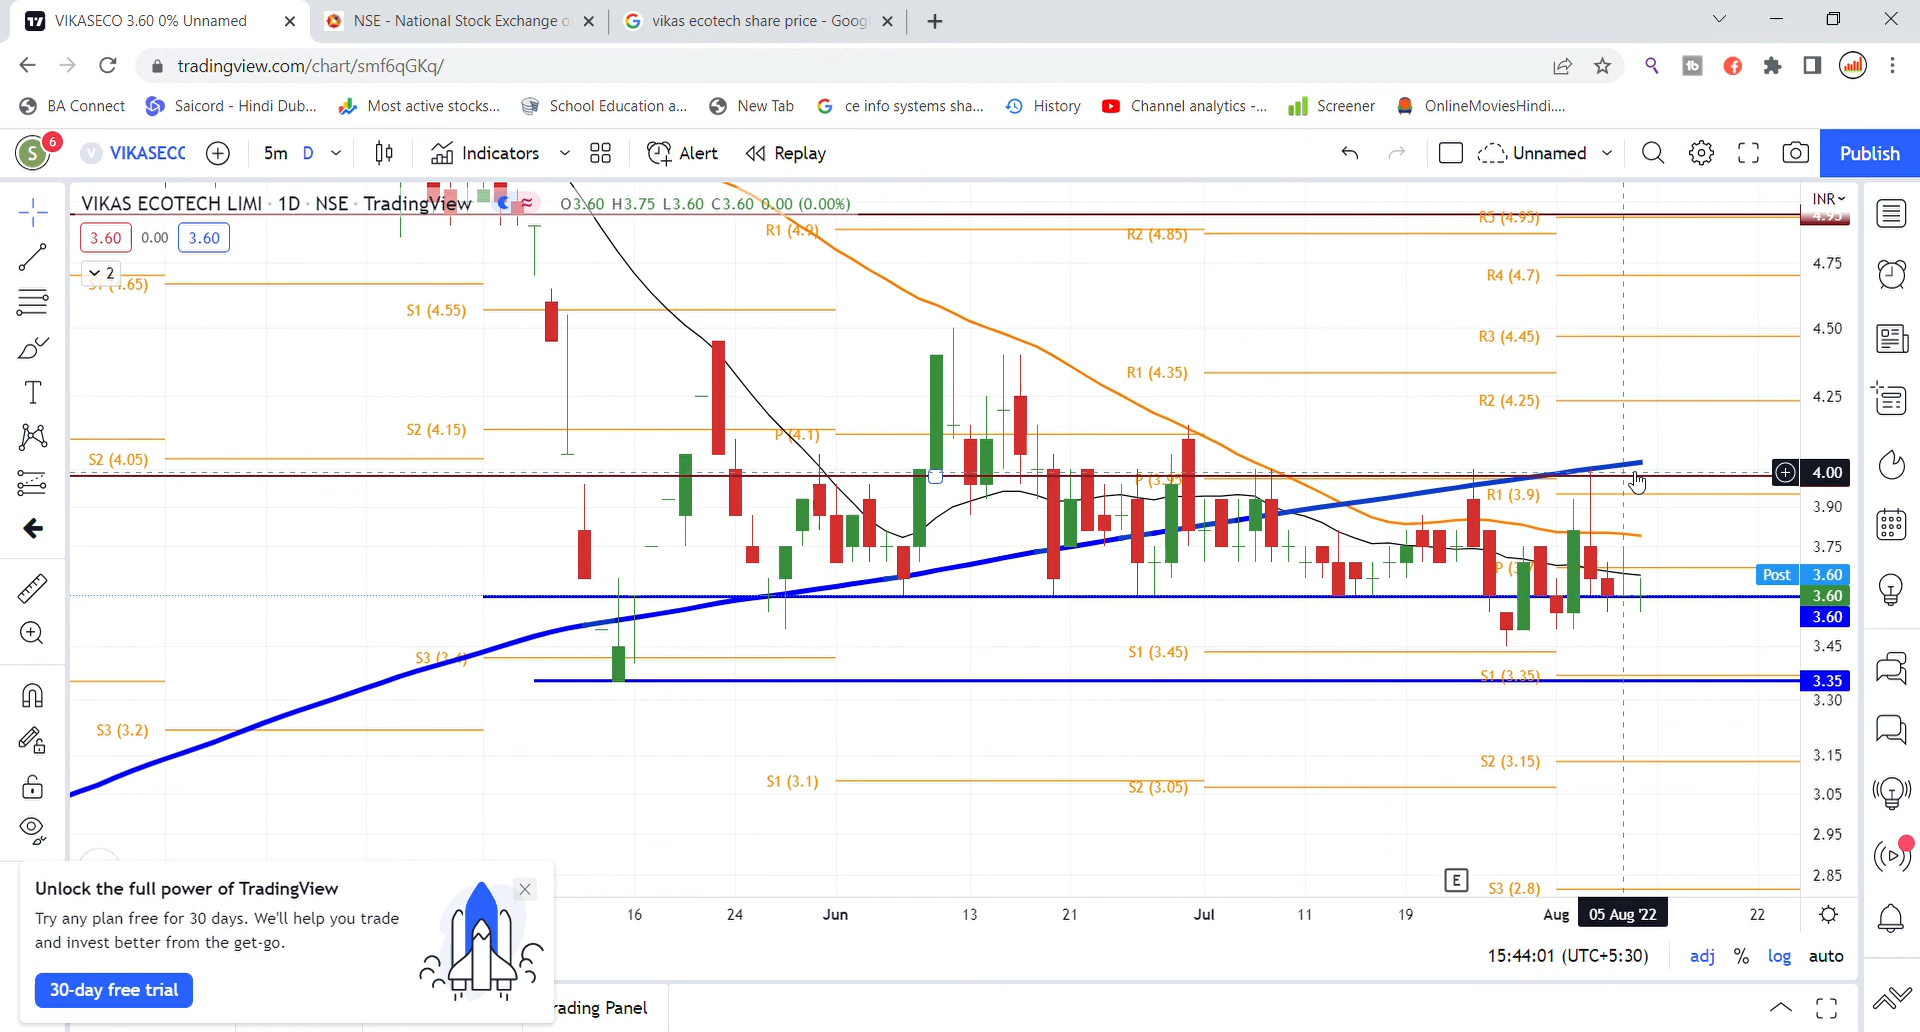 VIKASECO 3.60 0% Unnamed
NSE - National Stock Exchange o
vikas ecotech share price - Goog
tradingview.com/chart/smf6qGKq/
BA Connect
Saicord - Hindi Dub...
Most active stocks...
School Education a...
New Tab
ce info systems sha...
History
Channel analytics -...
Screener
OnlineMoviesHindi....
S
6
V
VIKASECC
5m
D
Indicators
Alert
Replay
Unnamed
Publish
VIKAS ECOTECH LIMI · 1D · NSE · TradingView
O3.60 H3.75 L3.60 C3.60 0.00 (0.00%)
INR
4.95
3.60
0.00
3.60
2
R1 (4.9)
R2 (4.85)
R5 (4.95)
4.75
R4 (4.7)
S1 (4.65)
S1 (4.55)
4.50
R3 (4.45)
R1 (4.35)
4.25
R2 (4.25)
S2 (4.15)
P (4.1)
S2 (4.05)
4.00
P (3.95)
R1 (3.9)
3.90
3.75
Post 3.60
3.60
3.60
3.45
S1 (3.45)
S3 (3.4)
S1 (3.35)
3.35
3.30
S3 (3.2)
3.15
S2 (3.15)
S1 (3.1)
S2 (3.05)
3.05
2.95
2.85
E
S3 (2.8)
16
24
Jun
13
21
Jul
11
19
Aug
05 Aug '22
22
Unlock the full power of TradingView
Try any plan free for 30 days. We'll help you trade
and invest better from the get-go.
30-day free trial
15:44:01 (UTC+5:30)
adj
%
log
auto
rading Panel